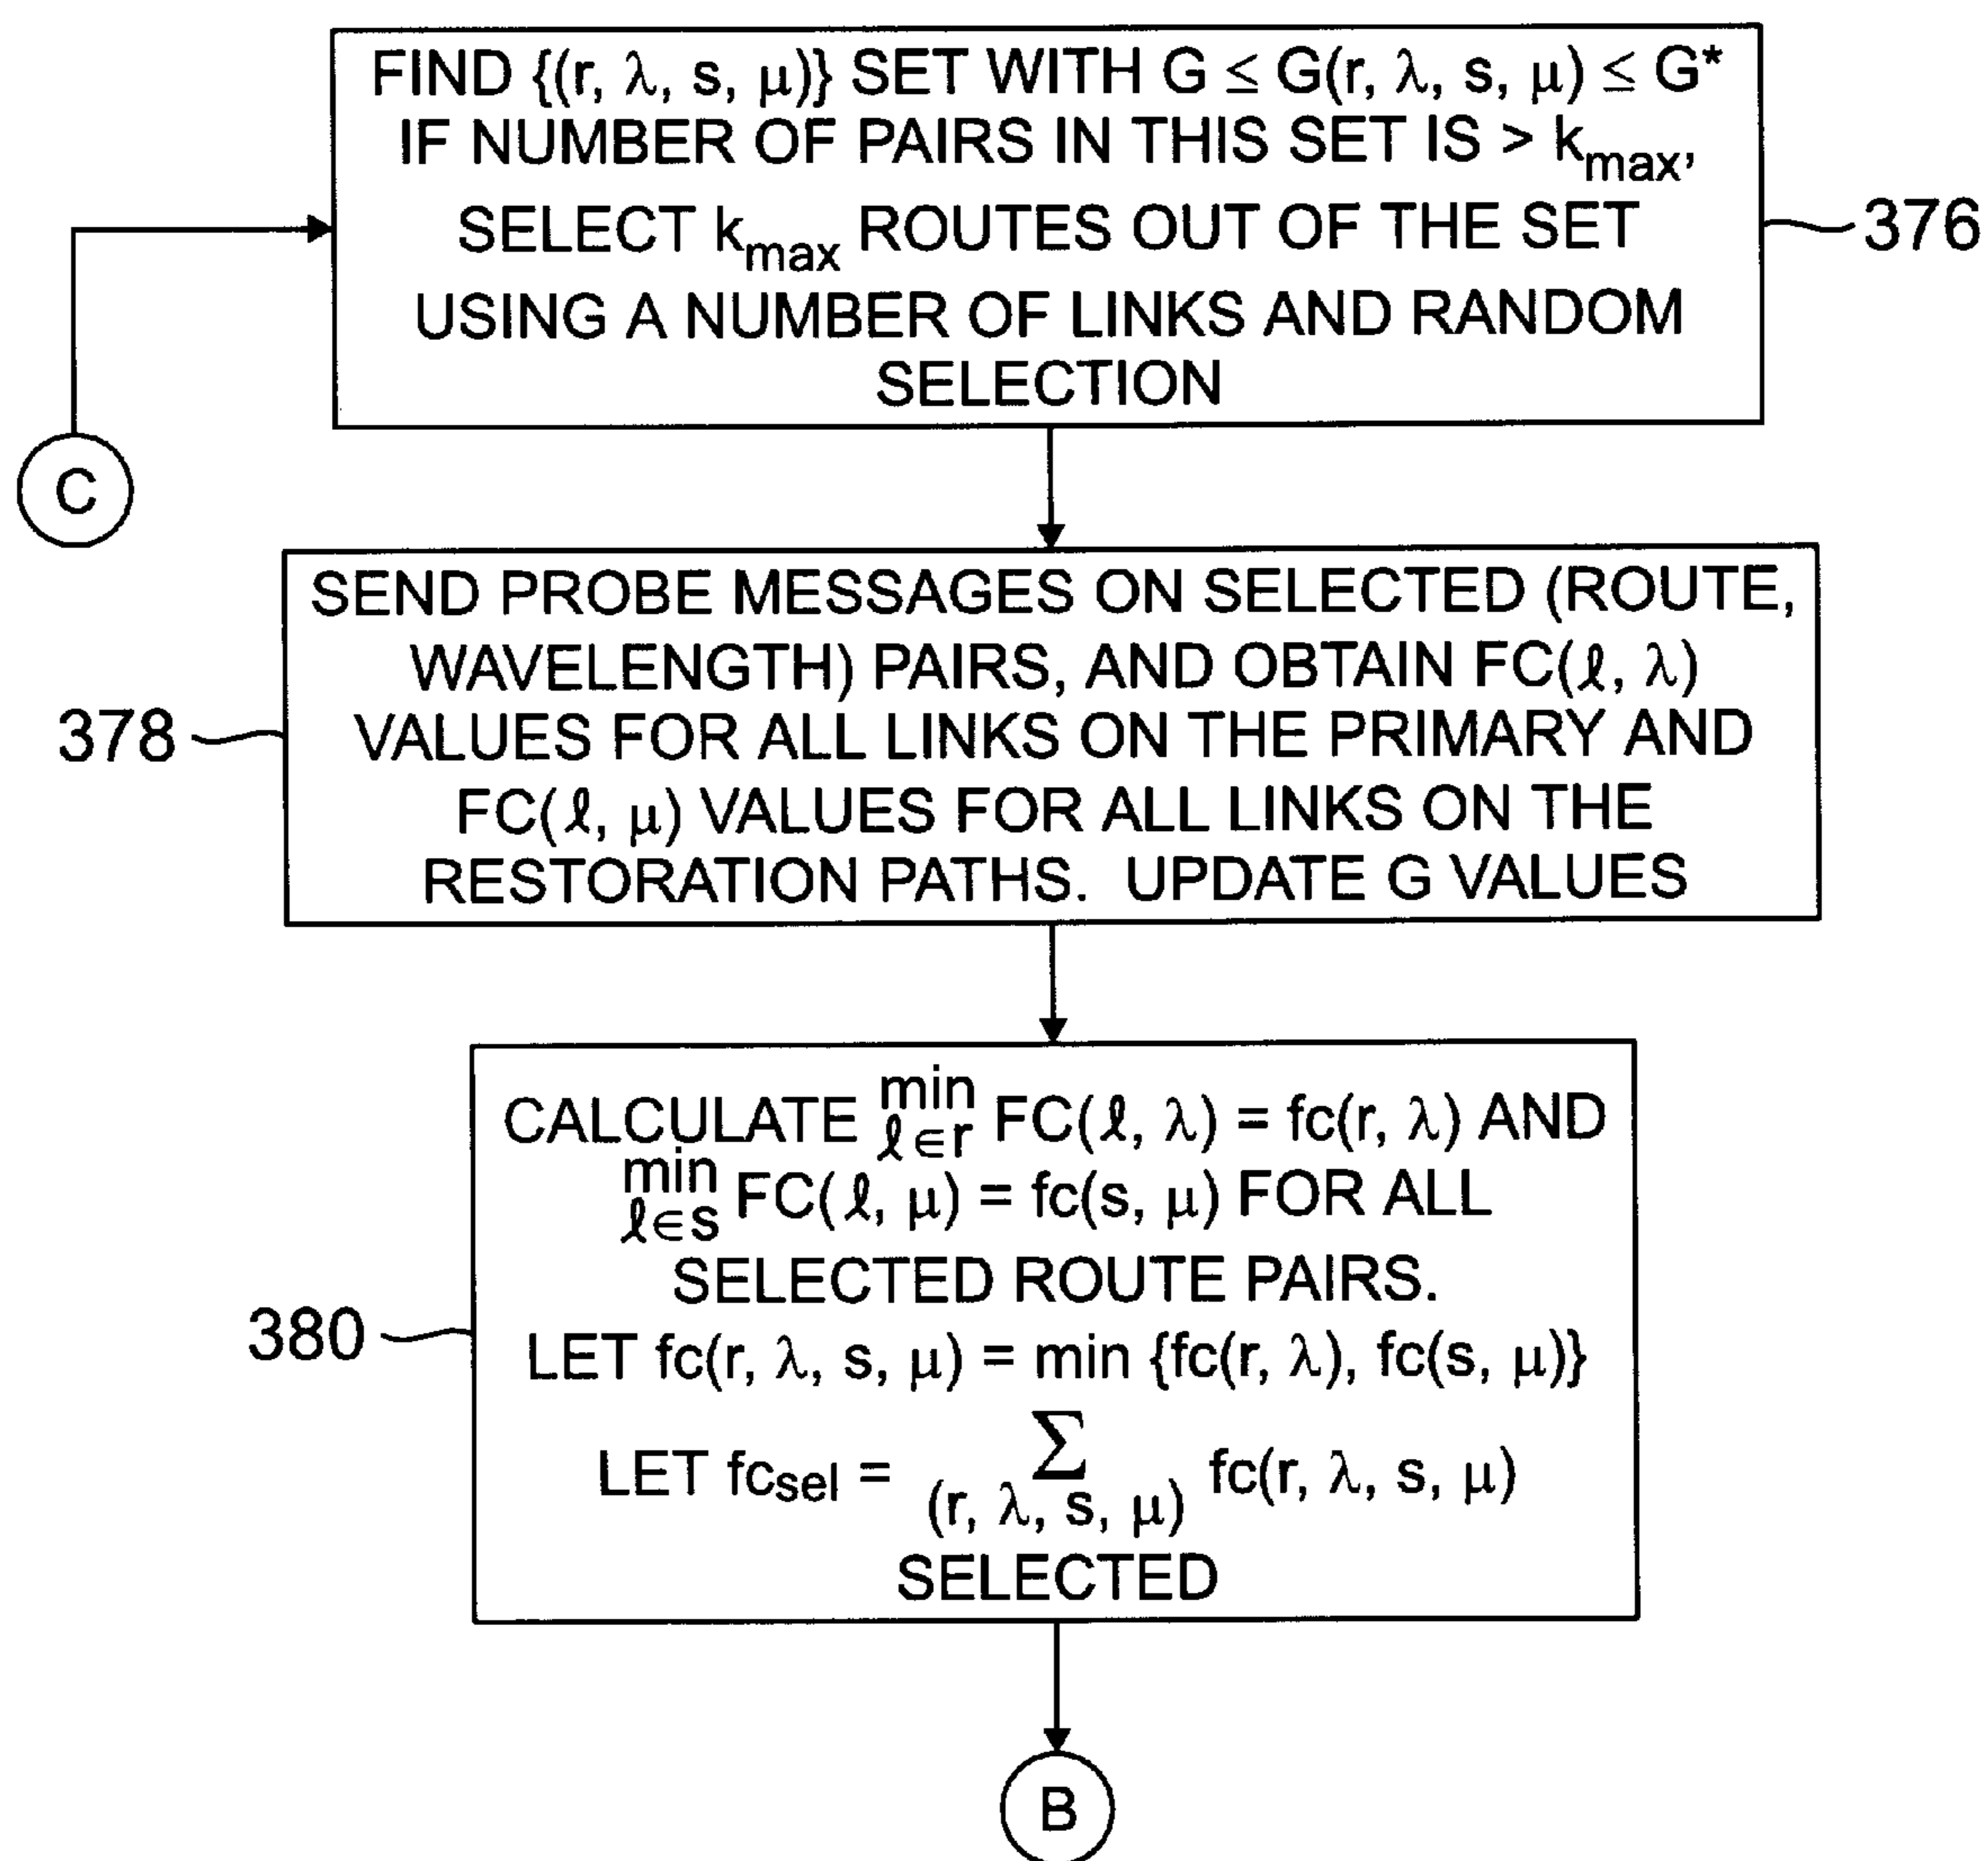 FIND {(r, λ, s, μ)} SET WITH G ≤ G(r, λ, s, μ) ≤ G*
IF NUMBER OF PAIRS IN THIS SET IS > kmax,
SELECT kmax ROUTES OUT OF THE SET
USING A NUMBER OF LINKS AND RANDOM
SELECTION
376
C
SEND PROBE MESSAGES ON SELECTED (ROUTE,
WAVELENGTH) PAIRS, AND OBTAIN FC(ℓ, λ)
VALUES FOR ALL LINKS ON THE PRIMARY AND
FC(ℓ, μ) VALUES FOR ALL LINKS ON THE
RESTORATION PATHS. UPDATE G VALUES
378
CALCULATE min ℓ∈r FC(ℓ, λ) = fc(r, λ) AND
min ℓ∈s FC(ℓ, μ) = fc(s, μ) FOR ALL
SELECTED ROUTE PAIRS.
LET fc(r, λ, s, μ) = min {fc(r, λ), fc(s, μ)}
LET fcsel = Σ (r, λ, s, μ) fc(r, λ, s, μ)
SELECTED
380
B